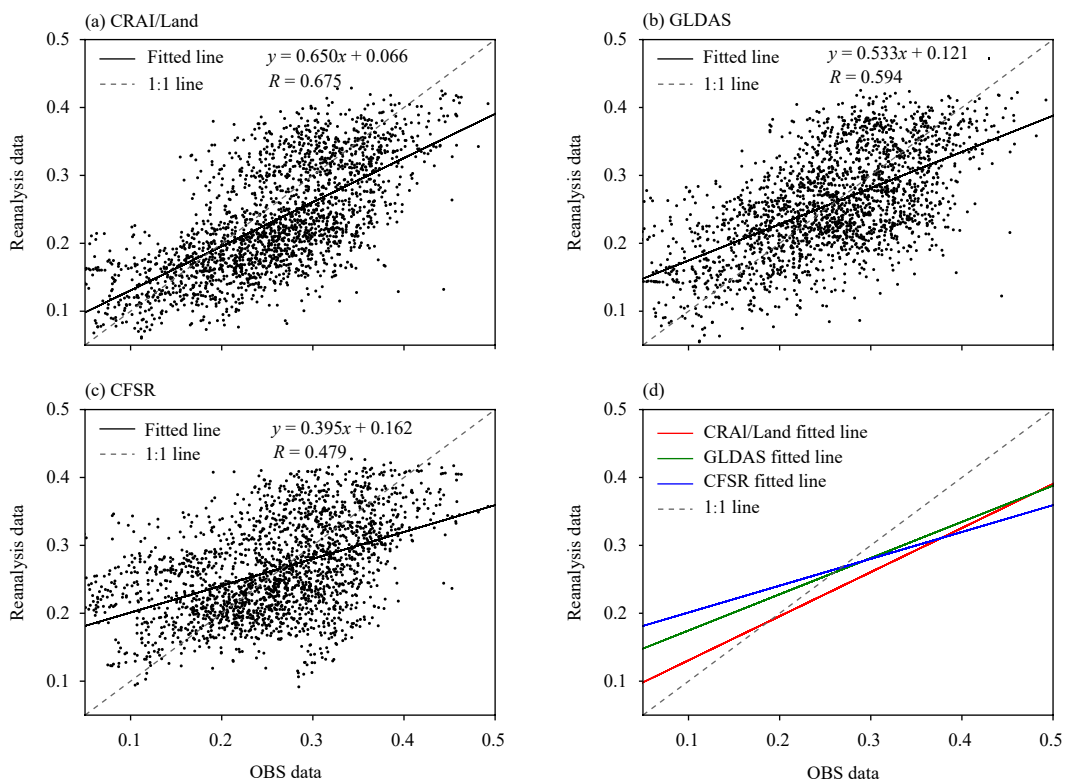 (a) CRAI/Land
0.5
Fitted line
y = 0.650x + 0.066
1:1 line
R = 0.675
0.4
0.3
0.2
0.1
Reanalysis data
(b) GLDAS
0.5
Fitted line
y = 0.533x + 0.121
1:1 line
R = 0.594
0.4
0.3
0.2
0.1
Reanalysis data
(c) CFSR
0.5
Fitted line
y = 0.395x + 0.162
1:1 line
R = 0.479
0.4
0.3
0.2
0.1
Reanalysis data
0.1 0.2 0.3 0.4 0.5
OBS data
(d)
0.5
CRAl/Land fitted line
GLDAS fitted line
CFSR fitted line
1:1 line
0.4
0.3
0.2
0.1
Reanalysis data
0.1 0.2 0.3 0.4 0.5
OBS data